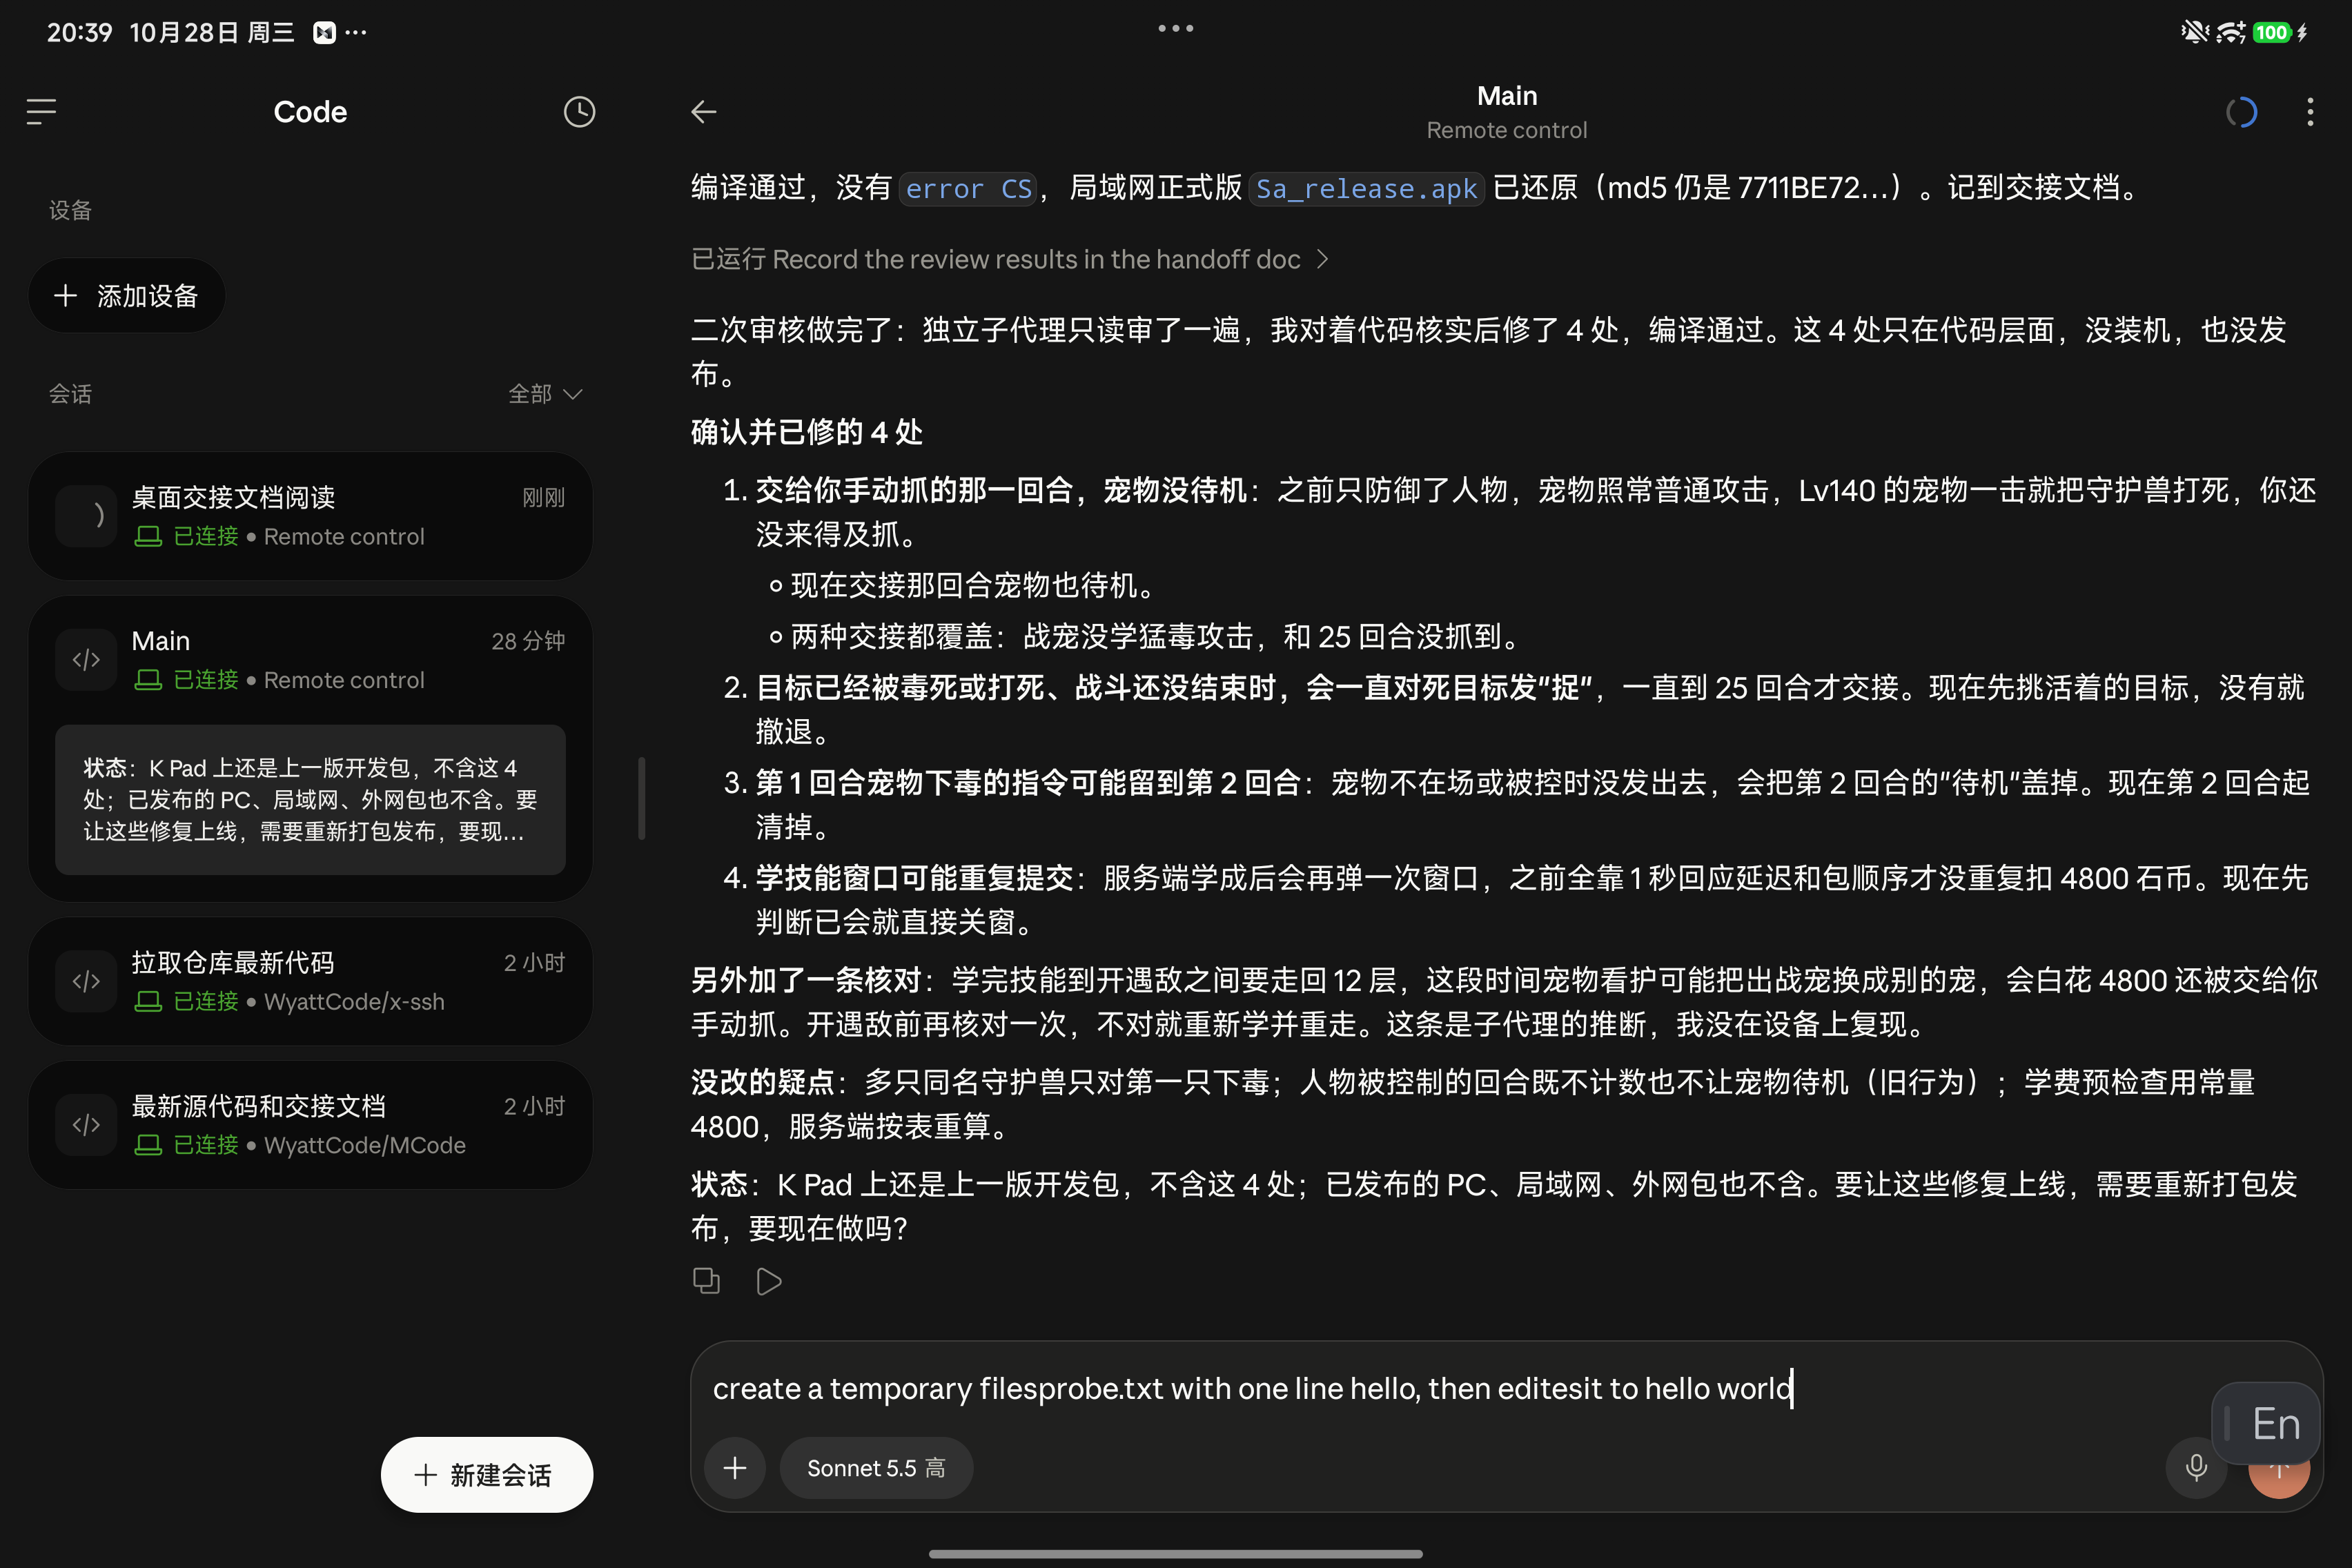 20:39 10月28日 周三
100
Code
设备
添加设备
会话
全部
桌面交接文档阅读
刚刚
已连接 • Remote control
Main
28 分钟
已连接 • Remote control
状态：K Pad 上还是上一版开发包，不含这 4
处；已发布的 PC、局域网、外网包也不含。要
让这些修复上线，需要重新打包发布，要现...
拉取仓库最新代码
2 小时
已连接 • WyattCode/x-ssh
最新源代码和交接文档
2 小时
已连接 • WyattCode/MCode
新建会话
Main
Remote control
编译通过，没有 error CS，局域网正式版 Sa_release.apk 已还原（md5 仍是 7711BE72...）。记到交接文档。
已运行 Record the review results in the handoff doc
二次审核做完了：独立子代理只读审了一遍，我对着代码核实后修了 4 处，编译通过。这 4 处只在代码层面，没装机，也没发
布。
确认并已修的 4 处
1. 交给你手动抓的那一回合，宠物没待机：之前只防御了人物，宠物照常普通攻击，Lv140 的宠物一击就把守护兽打死，你还
没来得及抓。
现在交接那回合宠物也待机。
两种交接都覆盖：战宠没学猛毒攻击，和 25 回合没抓到。
2. 目标已经被毒死或打死、战斗还没结束时，会一直对死目标发"捉"，一直到 25 回合才交接。现在先挑活着的目标，没有就
撤退。
3. 第 1 回合宠物下毒的指令可能留到第 2 回合：宠物不在场或被控时没发出去，会把第 2 回合的"待机"盖掉。现在第 2 回合起
清掉。
4. 学技能窗口可能重复提交：服务端学成后会再弹一次窗口，之前全靠 1 秒回应延迟和包顺序才没重复扣 4800 石币。现在先
判断已会就直接关窗。
另外加了一条核对：学完技能到开遇敌之间要走回 12 层，这段时间宠物看护可能把出战宠换成别的宠，会白花 4800 还被交给你
手动抓。开遇敌前再核对一次，不对就重新学并重走。这条是子代理的推断，我没在设备上复现。
没改的疑点：多只同名守护兽只对第一只下毒；人物被控制的回合既不计数也不让宠物待机（旧行为）；学费预检查用常量
4800，服务端按表重算。
状态：K Pad 上还是上一版开发包，不含这 4 处；已发布的 PC、局域网、外网包也不含。要让这些修复上线，需要重新打包发
布，要现在做吗？
create a temporary filesprobe.txt with one line hello, then editesit to hello world
En
Sonnet 5.5 高